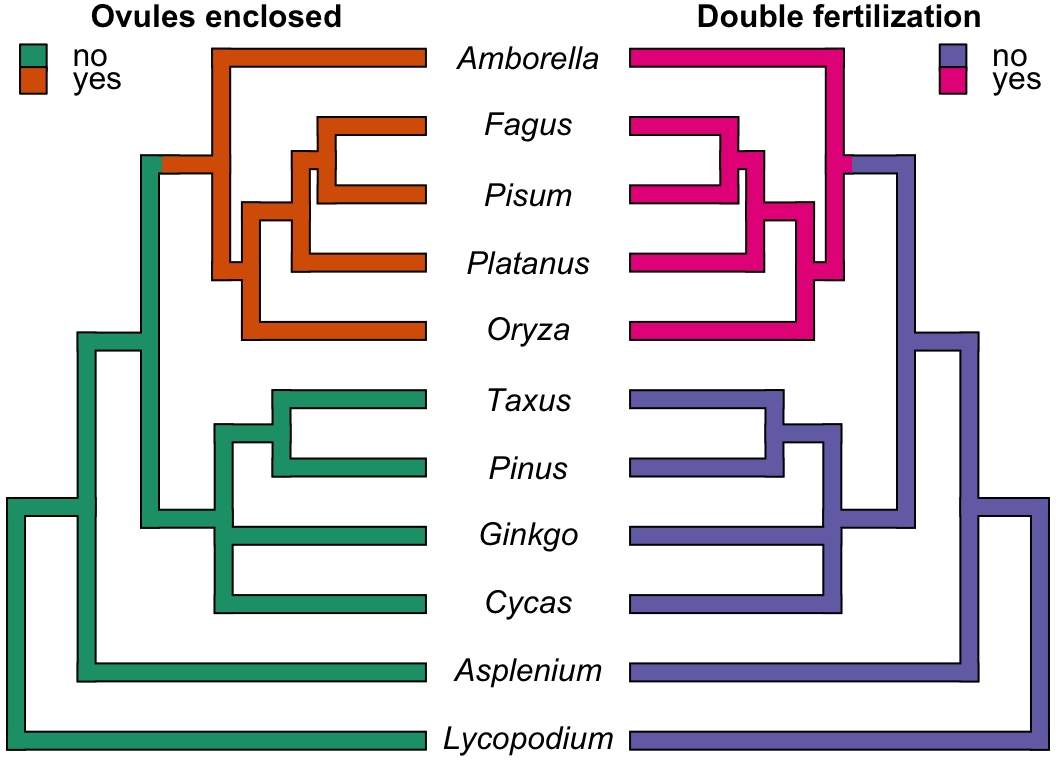 Ovules enclosed
no
yes
Double fertilization
no
yes
Amborella
Fagus
Pisum
Platanus
Oryza
Taxus
Pinus
Ginkgo
Cycas
Asplenium
Lycopodium